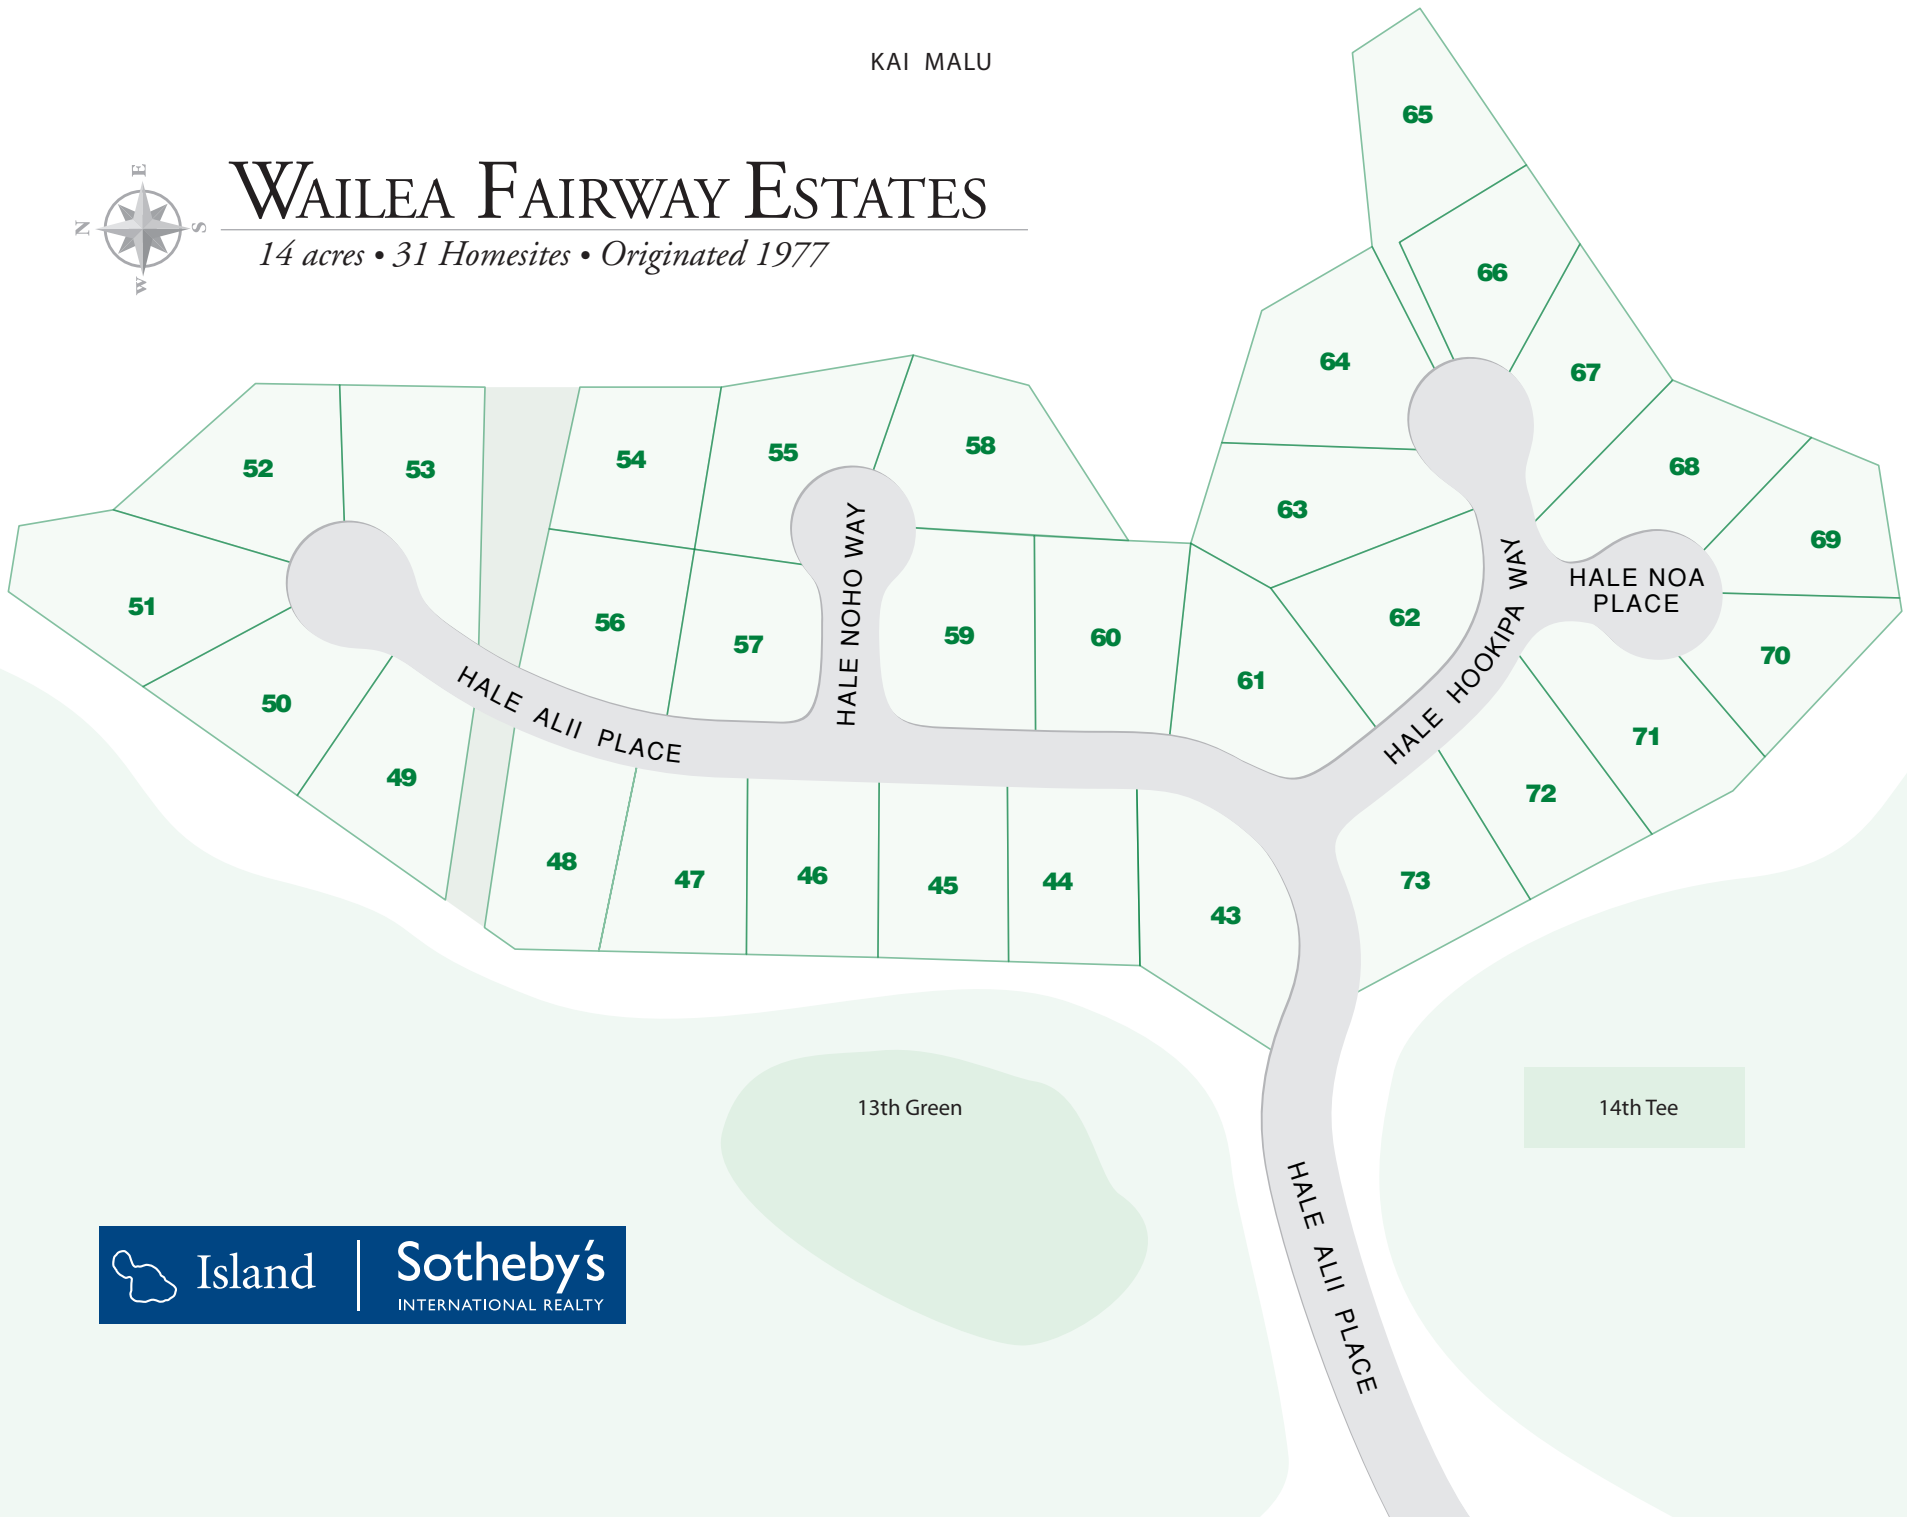 KAI MALU
65
E
N
S
W
WAILEA FAIRWAY ESTATES
14 acres • 31 Homesites • Originated 1977
66
64
67
52
53
54
55
58
68
63
69
51
56
57
HALE NOHO WAY
59
60
61
62
HALE HOOKIPA WAY
HALE NOA
PLACE
70
50
49
HALE ALII PLACE
71
72
48
47
46
45
44
43
73
13th Green
14th Tee
HALE ALII PLACE
Island
Sotheby's
INTERNATIONAL REALTY